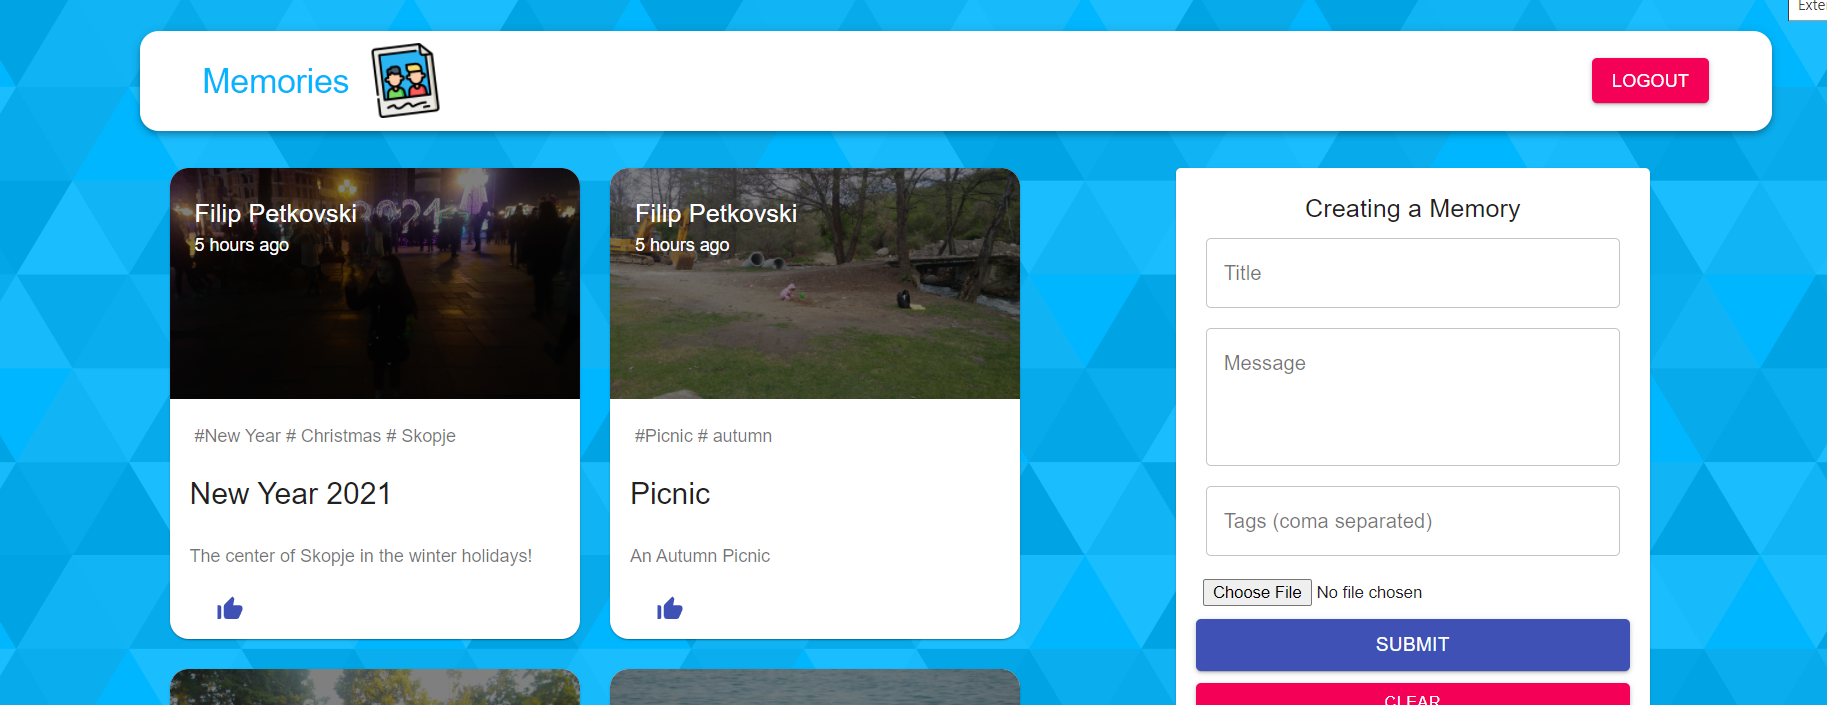 Exte
Memories
LOGOUT
Filip Petkovski
5 hours ago
2021
#New Year # Christmas # Skopje
New Year 2021
The center of Skopje in the winter holidays!
Filip Petkovski
5 hours ago
#Picnic # autumn
Picnic
An Autumn Picnic
Creating a Memory
Title
Message
Tags (coma separated)
Choose File No file chosen
SUBMIT
CLEAR